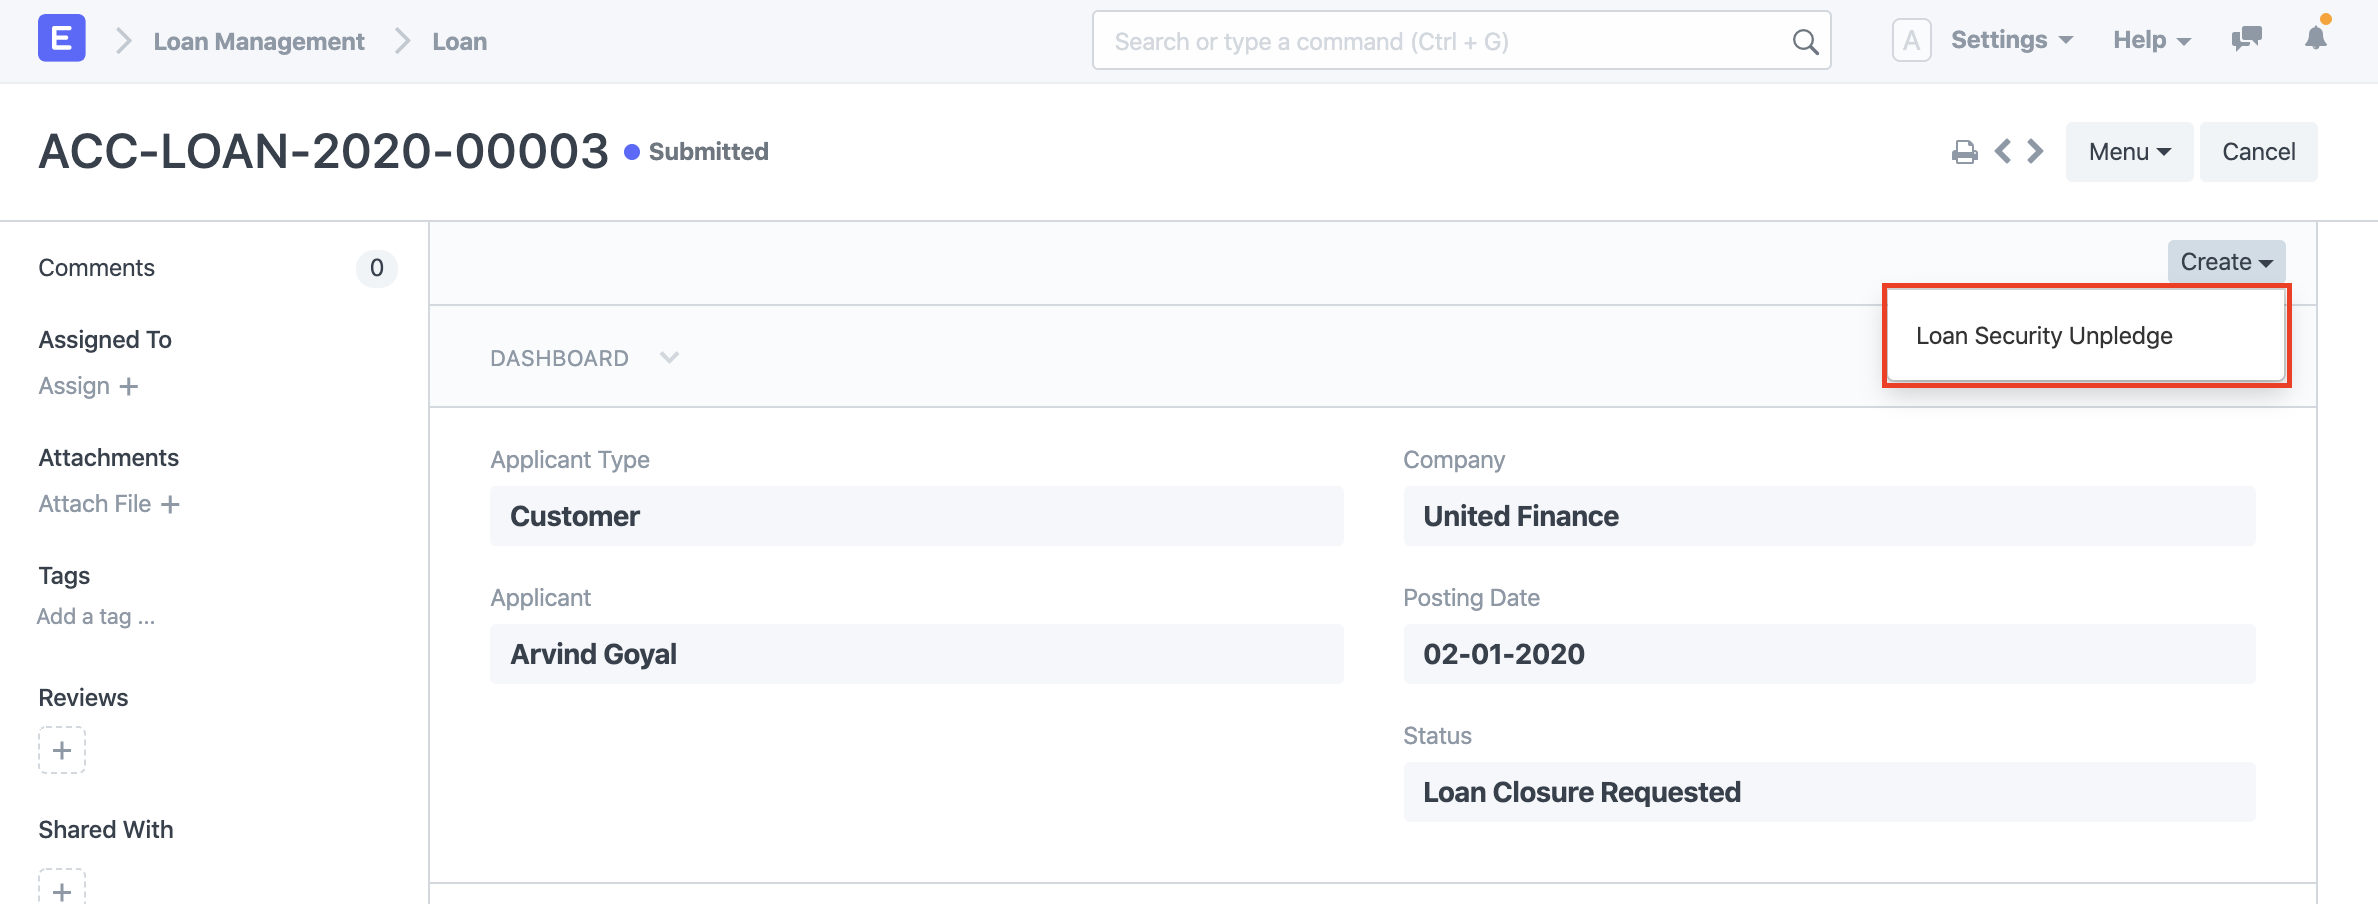 E Loan Management Loan Search or type a command (Ctrl + G) A Settings Help
ACC-LOAN-2020-00003 Submitted Menu Cancel
Comments 0 Create
Loan Security Unpledge
Assigned To
DASHBOARD
Assign +
Attachments
Applicant Type Company
Attach File +
Customer United Finance
Tags
Applicant Posting Date
Add a tag ...
Arvind Goyal 02-01-2020
Reviews
+
Status
Loan Closure Requested
Shared With
+